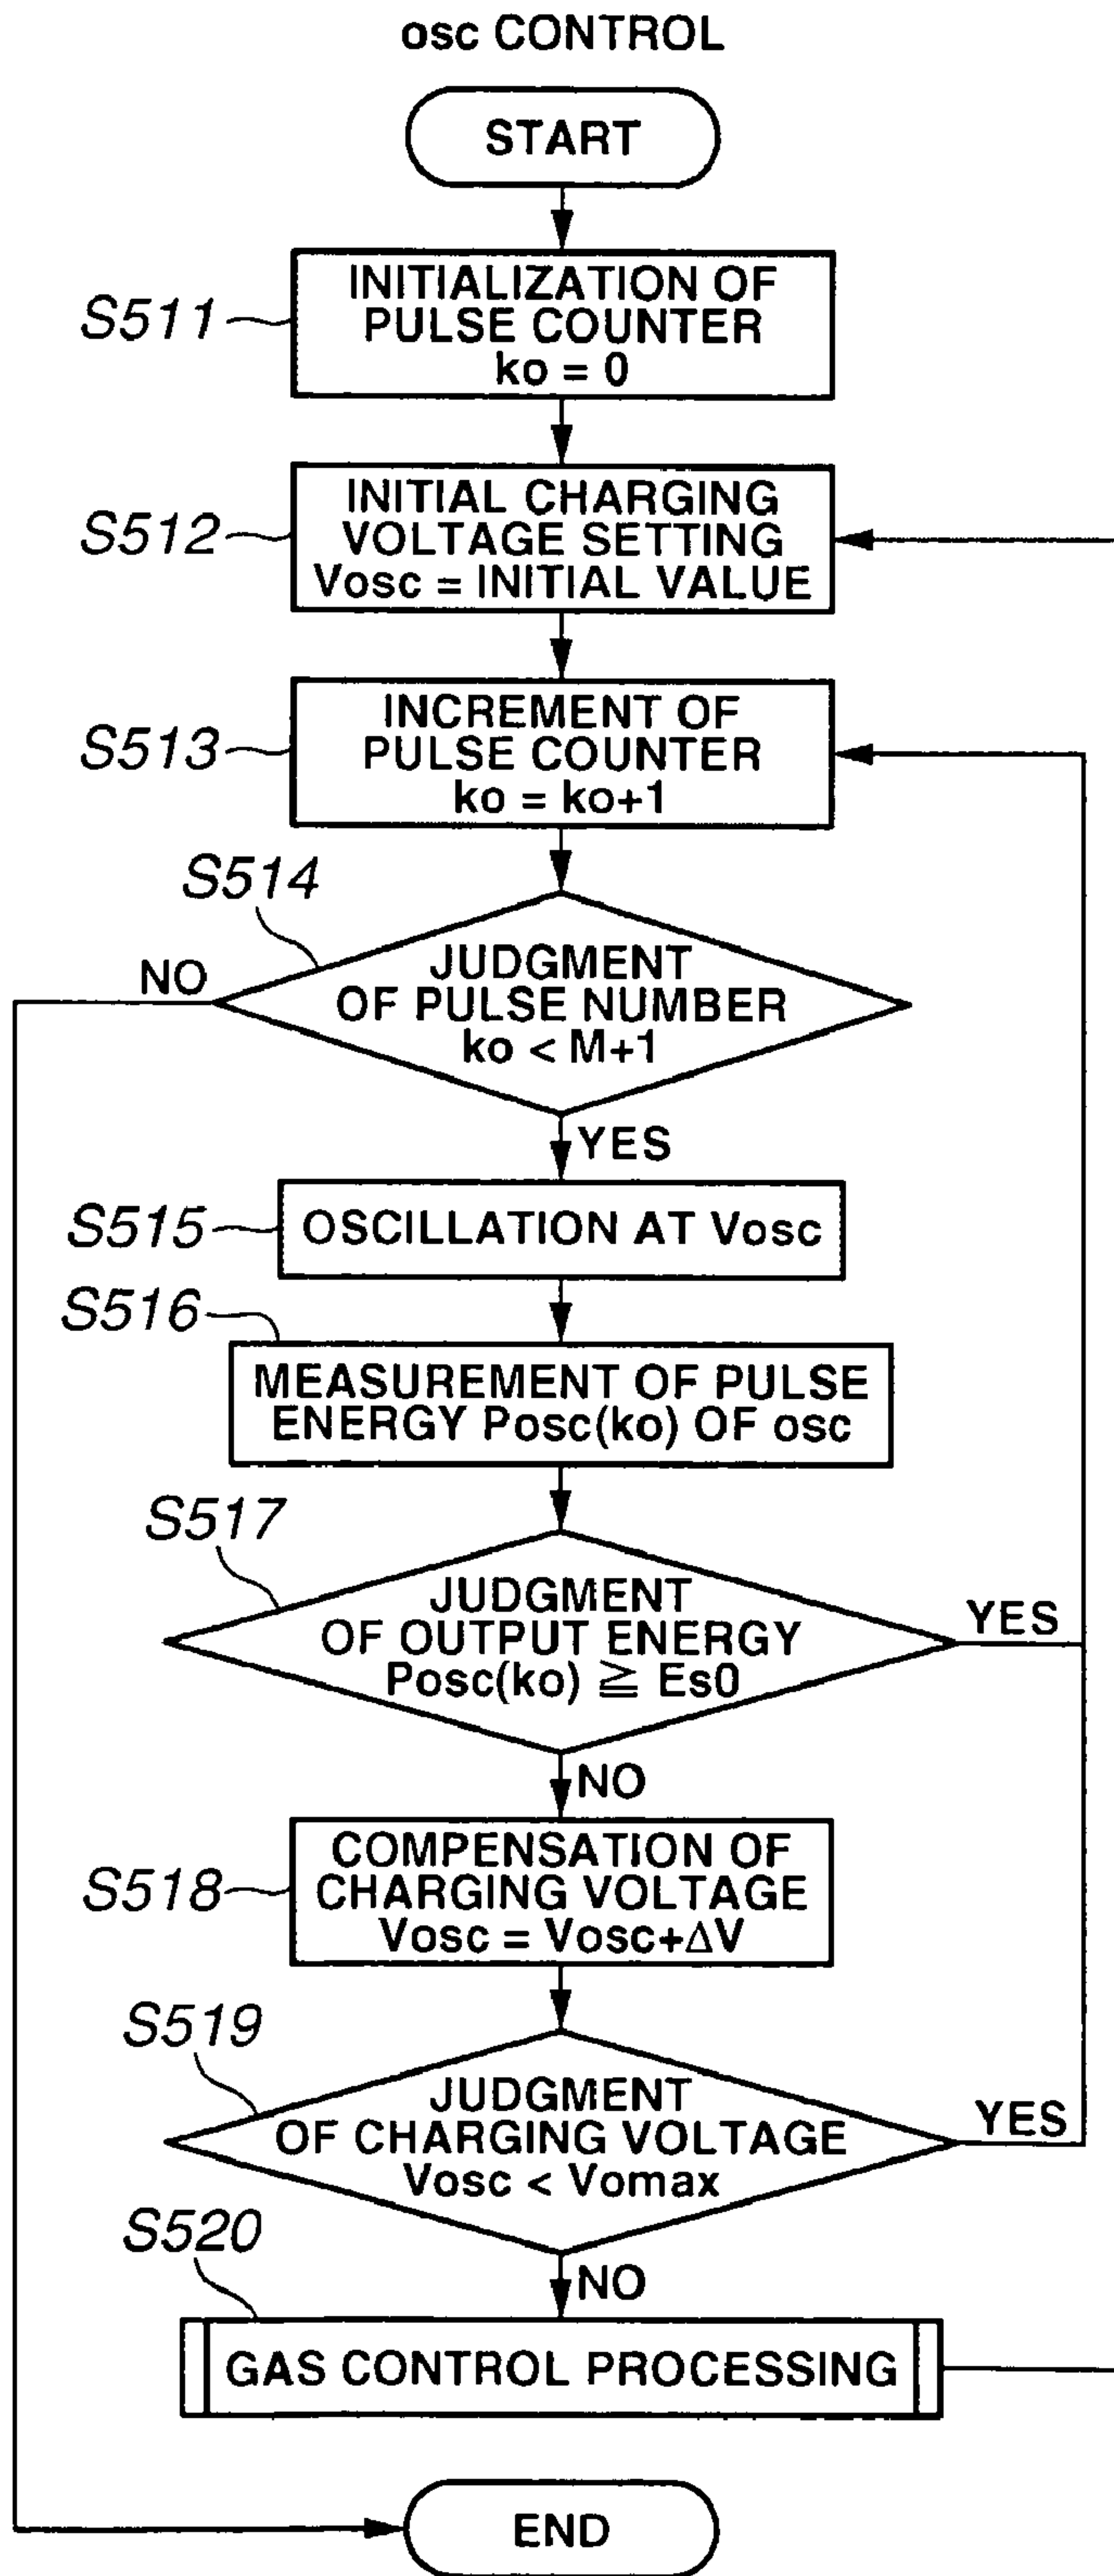 osc CONTROL
START
S511
INITIALIZATION OF
PULSE COUNTER
ko = 0
S512
INITIAL CHARGING
VOLTAGE SETTING
Vosc = INITIAL VALUE
S513
INCREMENT OF
PULSE COUNTER
ko = ko+1
S514
NO
JUDGMENT
OF PULSE NUMBER
ko < M+1
YES
S515
OSCILLATION AT Vosc
S516
MEASUREMENT OF PULSE
ENERGY Posc(ko) OF osc
S517
JUDGMENT
OF OUTPUT ENERGY
Posc(ko) ≧ Es0
YES
NO
S518
COMPENSATION OF
CHARGING VOLTAGE
Vosc = Vosc+ΔV
S519
JUDGMENT
OF CHARGING VOLTAGE
Vosc < Vomax
YES
S520
NO
GAS CONTROL PROCESSING
END